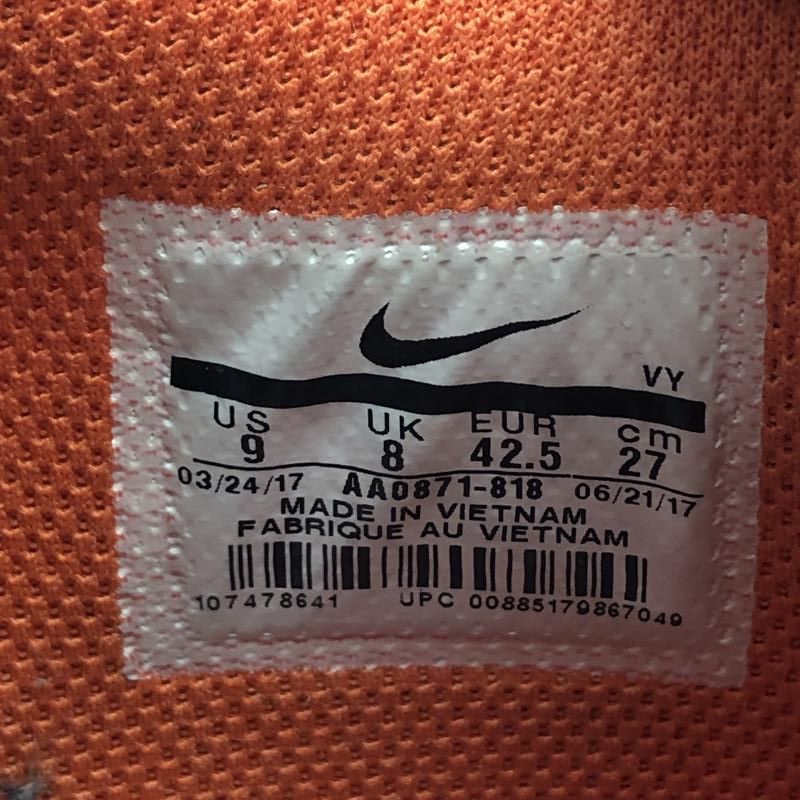 VY
US UK EUR cm
9 8 42.5 27
03/24/17 AA0871-818 06/21/17
MADE IN VIETNAM
FABRIQUE AU VIETNAM
107478641 UPC 00885179867049